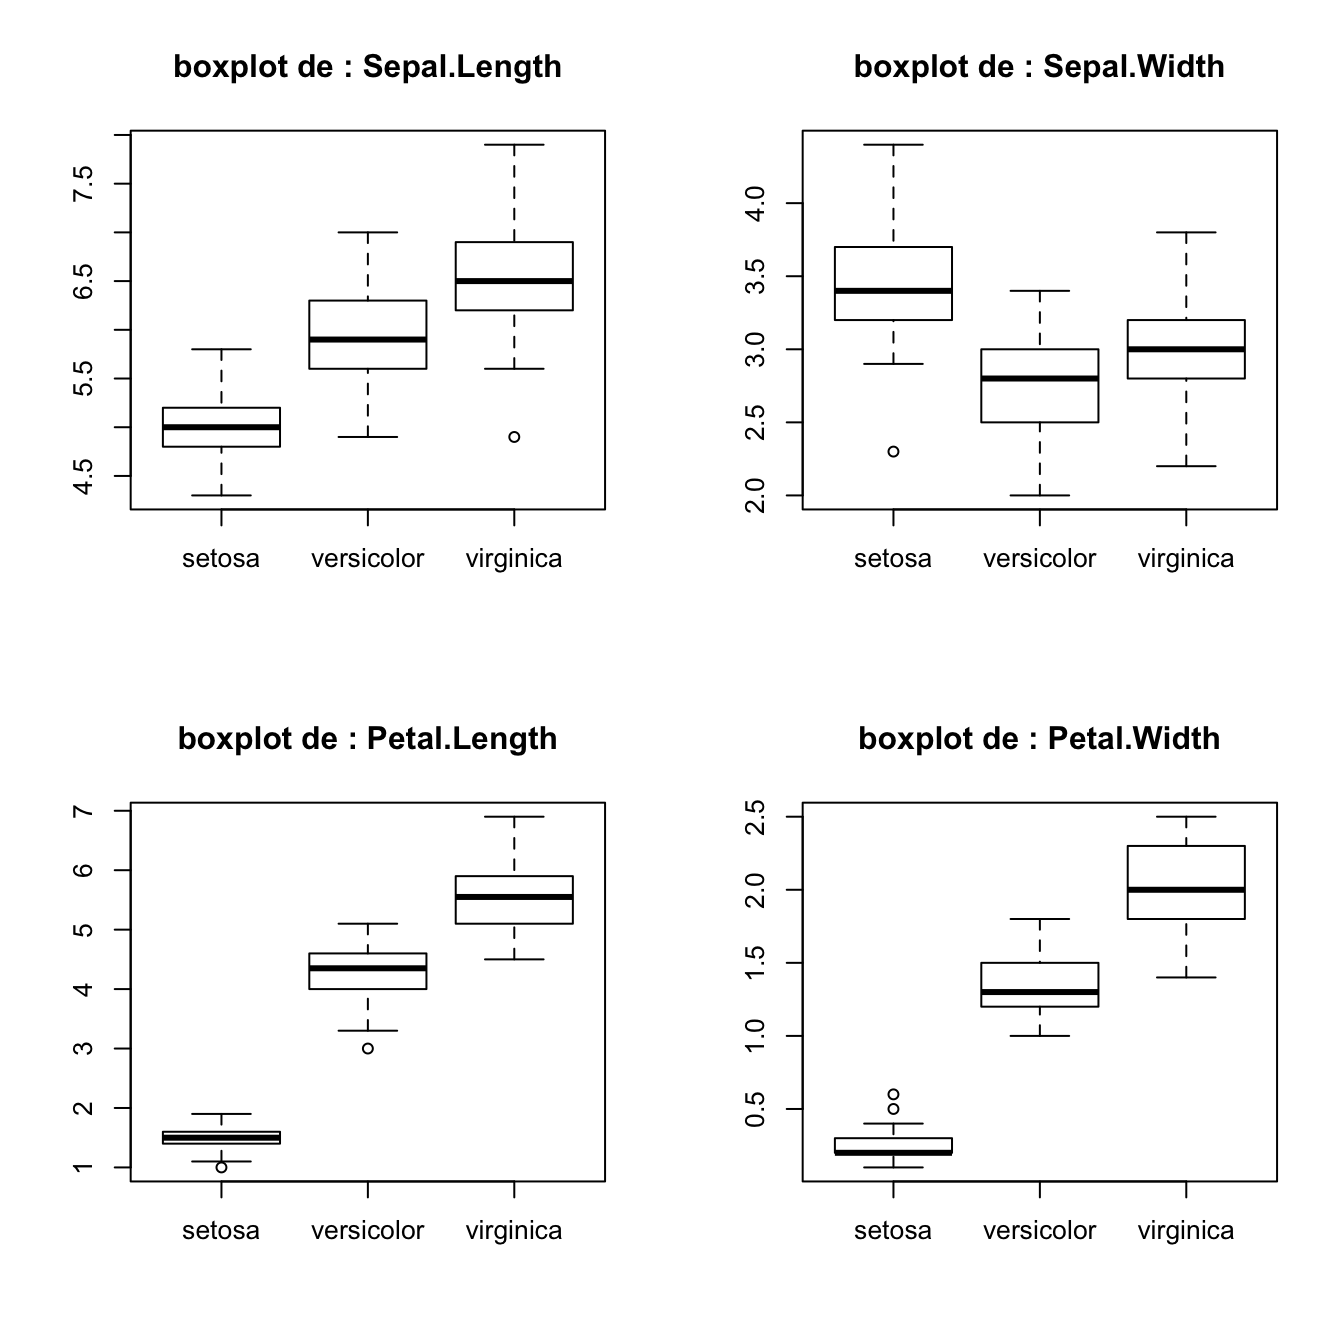 boxplot de : Sepal.Length
7.5
6.5
5.5
4.5
setosa versicolor virginica
boxplot de : Sepal.Width
4.0
3.5
3.0
2.5
2.0
setosa versicolor virginica
boxplot de : Petal.Length
7
6
5
4
3
2
1
setosa versicolor virginica
boxplot de : Petal.Width
2.5
2.0
1.5
1.0
0.5
setosa versicolor virginica